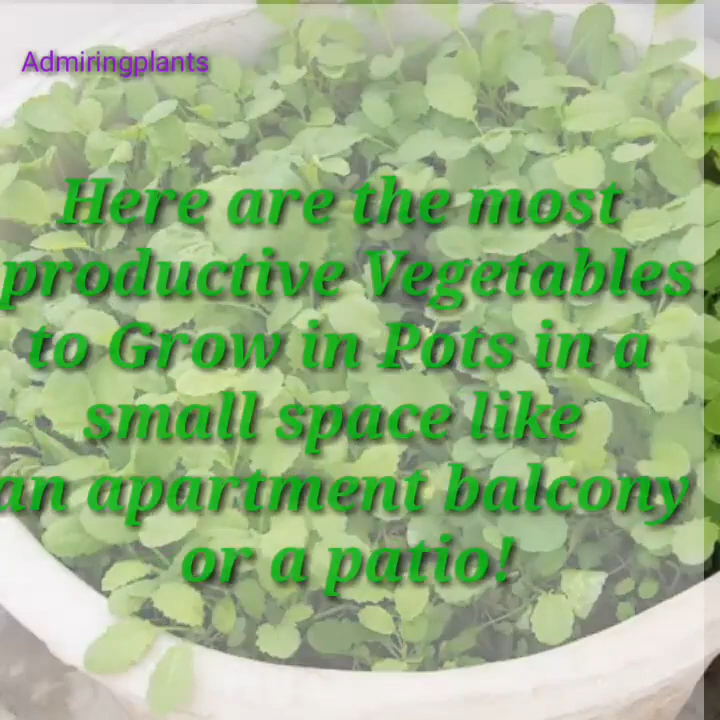 Admiringplants
Here are the most
productive Vegetables
to Grow in Pots in a
small space like
an apartment balcony
or a patio!